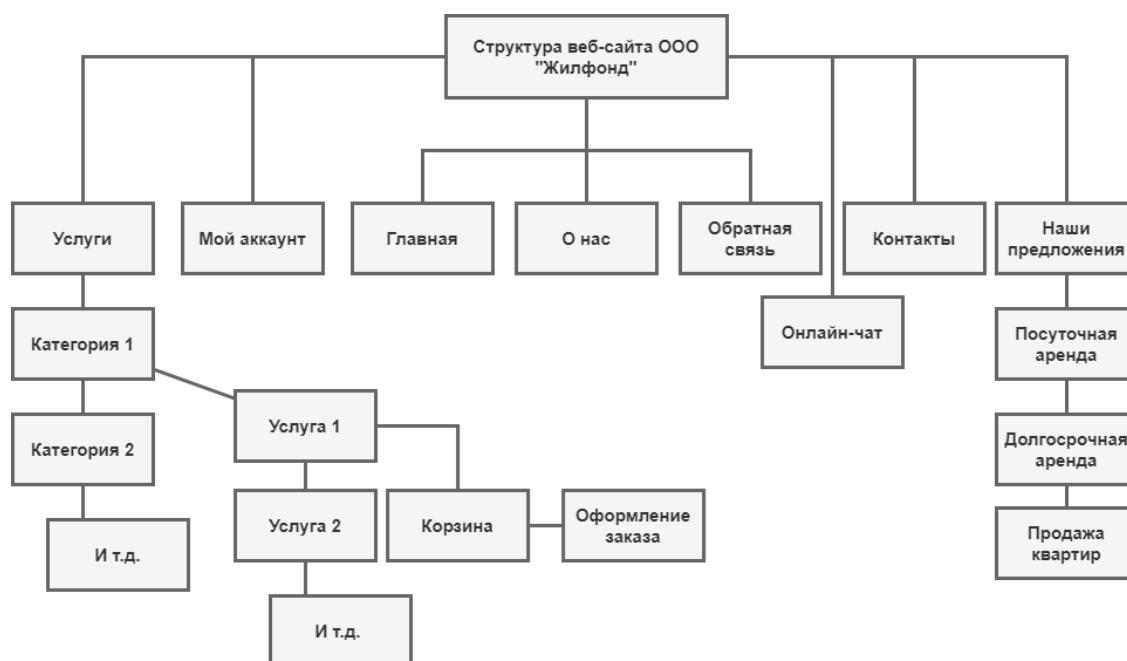 Структура веб-сайта ООО
"Жилфонд"
Услуги
Мой аккаунт
Главная
О нас
Обратная
связь
Контакты
Наши
предложения
Онлайн-чат
Категория 1
Посуточная
аренда
Категория 2
Услуга 1
Долгосрочная
аренда
И т.д.
Услуга 2
Корзина
Оформление
заказа
Продажа
квартир
И т.д.